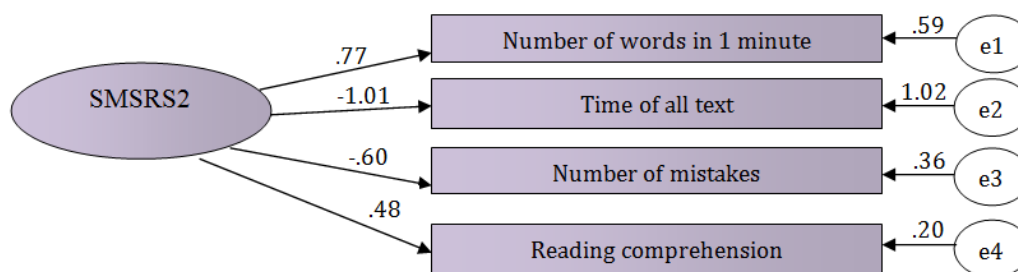 .59
Number of words in 1 minute
e1
.77
SMSRS2
-1.01
Time of all text
1.02
e2
-.60
Number of mistakes
.36
e3
.48
Reading comprehension
.20
e4